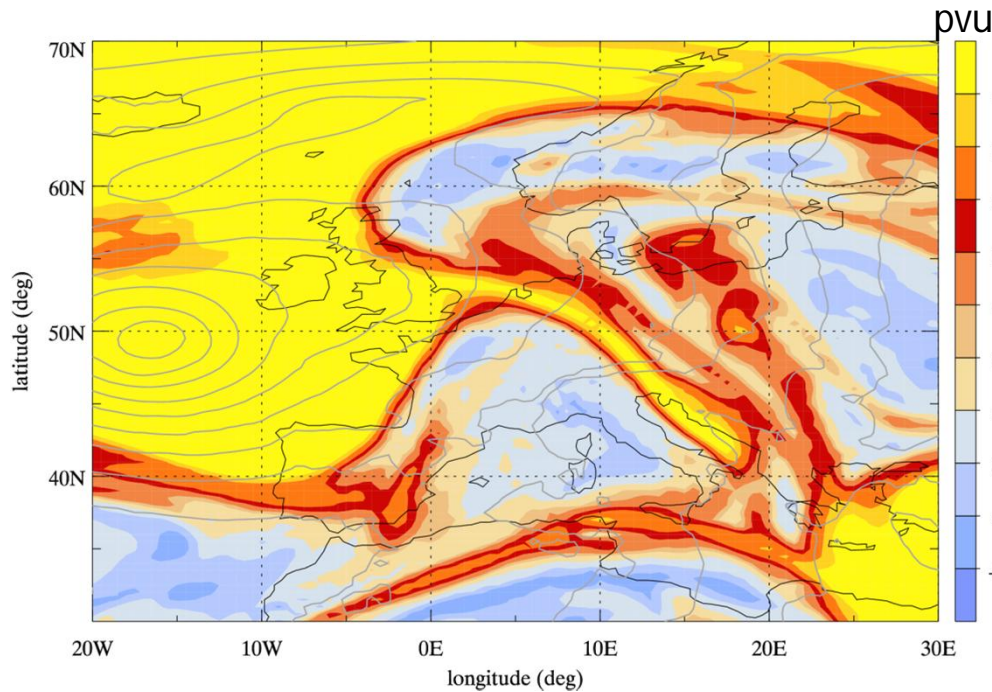 pvu
70N
60N
50N
40N
latitude (deg)
20W 10W 0E 10E 20E 30E
longitude (deg)